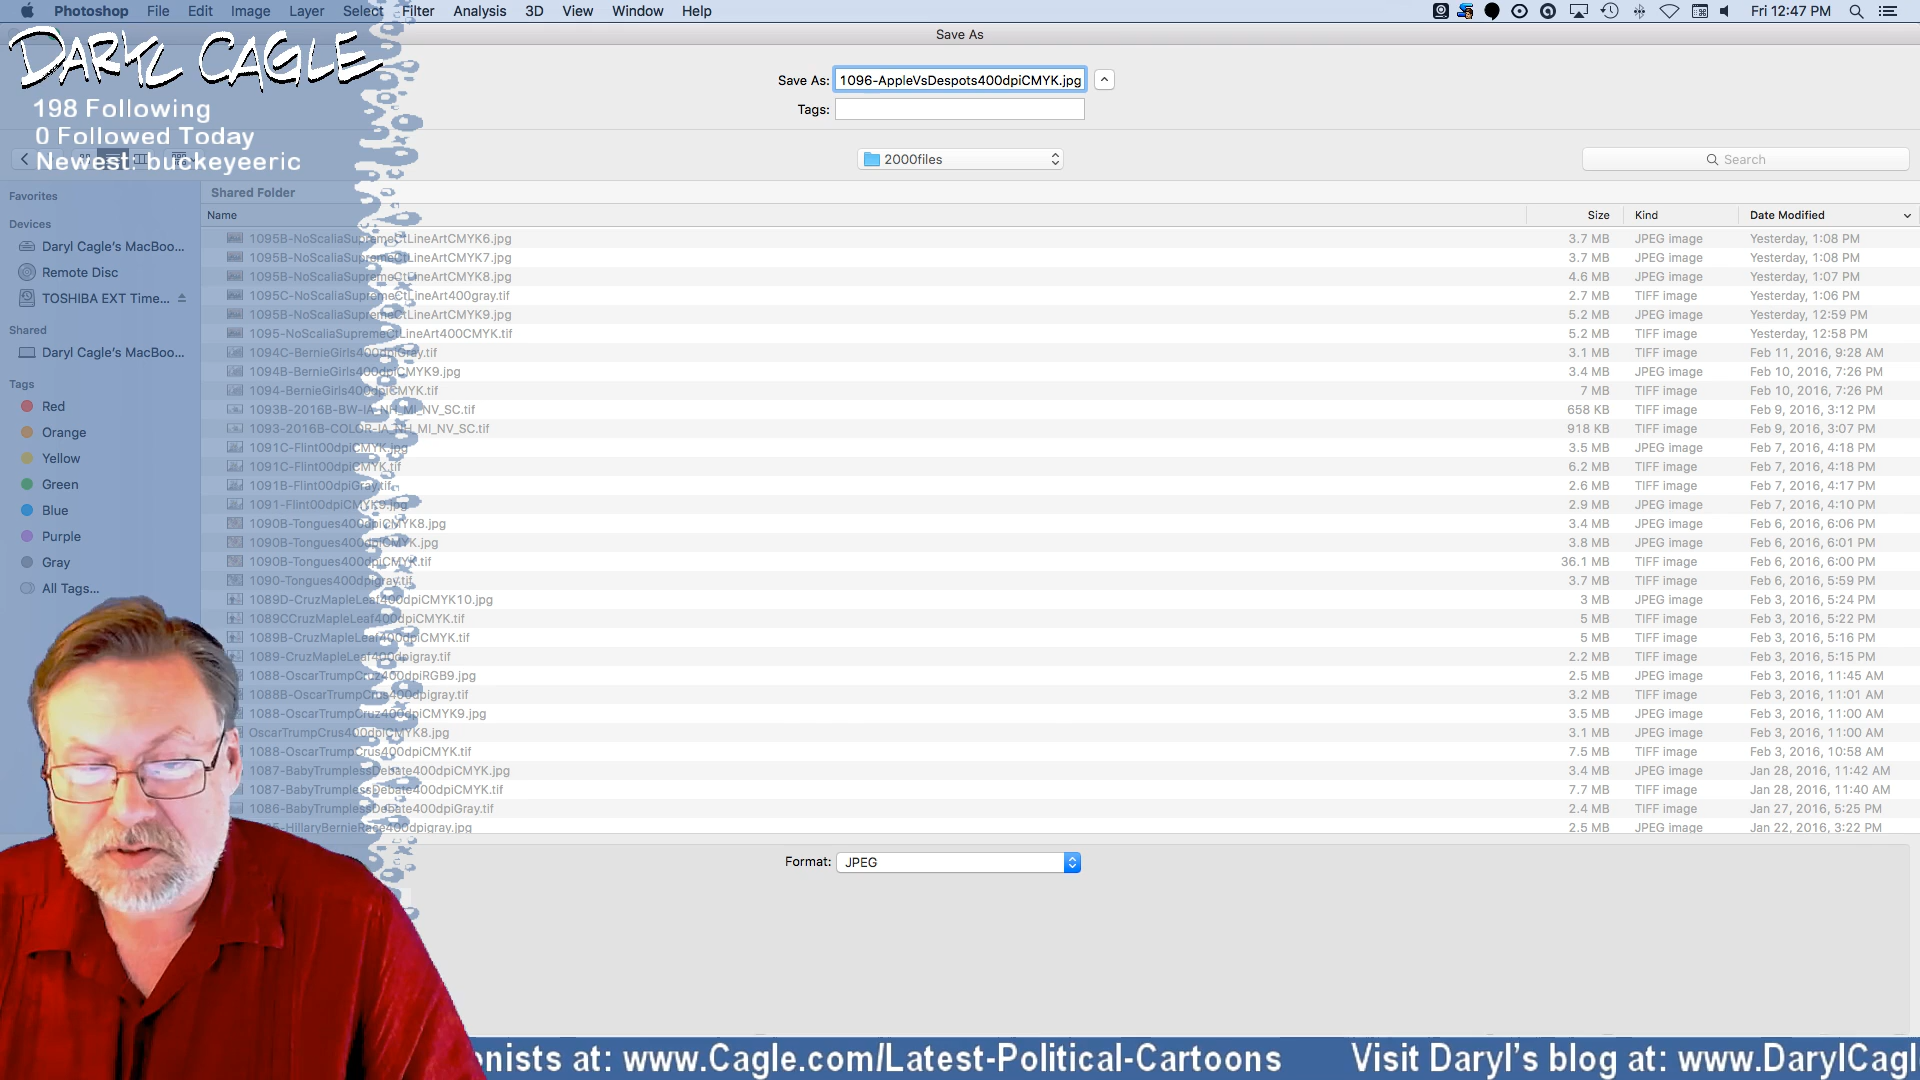 Photoshop File Edit Image Layer Select Filter Analysis 3D View Window Help Fri 12:47 PM
Save As
DARYL CAGLE
198 Following
0 Followed Today
Newest: buckeyeeric
Save As: 1096-AppleVsDespots400dpiCMYK.jpg
Tags:
2000files Search
Favorites
Devices
Daryl Cagle's MacBoo...
Remote Disc
TOSHIBA EXT Time...
Shared
Daryl Cagle's MacBoo...
Tags
Red
Orange
Yellow
Green
Blue
Purple
Gray
All Tags...
Shared Folder
Name Size Kind Date Modified
1095B-NoScaliaSupremeCtLineArtCMYK6.jpg 3.7 MB JPEG image Yesterday, 1:08 PM
1095B-NoScaliaSupremeCtLineArtCMYK7.jpg 3.7 MB JPEG image Yesterday, 1:08 PM
1095B-NoScaliaSupremeCtLineArtCMYK8.jpg 4.6 MB JPEG image Yesterday, 1:07 PM
1095C-NoScaliaSupremeCtLineArt400gray.tif 2.7 MB TIFF image Yesterday, 1:06 PM
1095B-NoScaliaSupremeCtLineArtCMYK9.jpg 5.2 MB JPEG image Yesterday, 12:59 PM
1095-NoScaliaSupremeCtLineArt400CMYK.tif 5.2 MB TIFF image Yesterday, 12:58 PM
1094C-BernieGirls400dpiGray.tif 3.1 MB TIFF image Feb 11, 2016, 9:28 AM
1094B-BernieGirls400dpiCMYK9.jpg 3.4 MB JPEG image Feb 10, 2016, 7:26 PM
1094-BernieGirls400dpiCMYK.tif 7 MB TIFF image Feb 10, 2016, 7:26 PM
1093B-2016B-BW-IA_NH_MI_NV_SC.tif 658 KB TIFF image Feb 9, 2016, 3:12 PM
1093-2016B-COLOR-IA_NH_MI_NV_SC.tif 918 KB TIFF image Feb 9, 2016, 3:07 PM
1091C-Flint00dpiCMYK.jpg 3.5 MB JPEG image Feb 7, 2016, 4:18 PM
1091C-Flint00dpiCMYK.tif 6.2 MB TIFF image Feb 7, 2016, 4:18 PM
1091B-Flint00dpiGray.tif 2.6 MB TIFF image Feb 7, 2016, 4:17 PM
1091-Flint00dpiCMYK9.jpg 2.9 MB JPEG image Feb 7, 2016, 4:10 PM
1090B-Tongues400dpiCMYK8.jpg 3.4 MB JPEG image Feb 6, 2016, 6:06 PM
1090B-Tongues400dpiCMYK.jpg 3.8 MB JPEG image Feb 6, 2016, 6:01 PM
1090B-Tongues400dpiCMYK.tif 36.1 MB TIFF image Feb 6, 2016, 6:00 PM
1090-Tongues400dpigray.tif 3.7 MB TIFF image Feb 6, 2016, 5:59 PM
1089D-CruzMapleLeaf400dpiCMYK10.jpg 3 MB JPEG image Feb 3, 2016, 5:24 PM
1089CCruzMapleLeaf400dpiCMYK.tif 5 MB TIFF image Feb 3, 2016, 5:22 PM
1089B-CruzMapleLeaf400dpiCMYK.tif 5 MB TIFF image Feb 3, 2016, 5:16 PM
1089-CruzMapleLeaf400dpigray.tif 2.2 MB TIFF image Feb 3, 2016, 5:15 PM
1088-OscarTrumpCruz400dpiRGB9.jpg 2.5 MB JPEG image Feb 3, 2016, 11:45 AM
1088B-OscarTrumpCrus400dpigray.tif 3.2 MB TIFF image Feb 3, 2016, 11:01 AM
1088-OscarTrumpCruz400dpiCMYK9.jpg 3.5 MB JPEG image Feb 3, 2016, 11:00 AM
OscarTrumpCrus400dpiCMYK8.jpg 3.1 MB JPEG image Feb 3, 2016, 11:00 AM
1088-OscarTrumpCrus400dpiCMYK.tif 7.5 MB TIFF image Feb 3, 2016, 10:58 AM
1087-BabyTrumplessDebate400dpiCMYK.jpg 3.4 MB JPEG image Jan 28, 2016, 11:42 AM
1087-BabyTrumplessDebate400dpiCMYK.tif 7.7 MB TIFF image Jan 28, 2016, 11:40 AM
1086-BabyTrumplessDebate400dpiGray.tif 2.4 MB TIFF image Jan 27, 2016, 5:25 PM
HillaryBernieRace400dpigray.jpg 2.5 MB JPEG image Jan 22, 2016, 3:22 PM
Format: JPEG
onists at: www.Cagle.com/Latest-Political-Cartoons Visit Daryl's blog at: www.DarylCagl